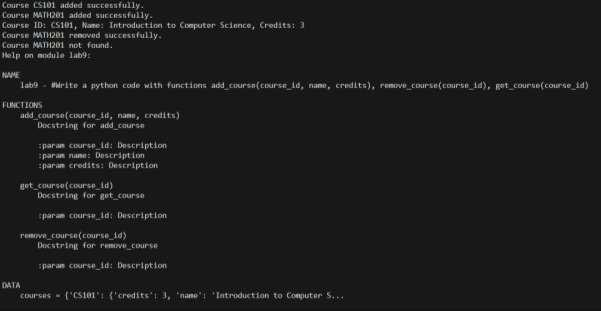 Course CS101 added successfully.
Course MATH201 added successfully.
Course ID: CS101, Name: Introduction to Computer Science, Credits: 3
Course MATH201 removed successfully.
Course MATH201 not found.
Help on module lab9:
NAME
lab9 - #Write a python code with functions add_course(course_id, name, credits), remove_course(course_id), get_course(course_id)
FUNCTIONS
add_course(course_id, name, credits)
Docstring for add_course
:param course_id: Description
:param name: Description
:param credits: Description
get_course(course_id)
Docstring for get_course
:param course_id: Description
remove_course(course_id)
Docstring for remove_course
:param course_id: Description
DATA
courses = {'CS101': {'credits': 3, 'name': 'Introduction to Computer S...